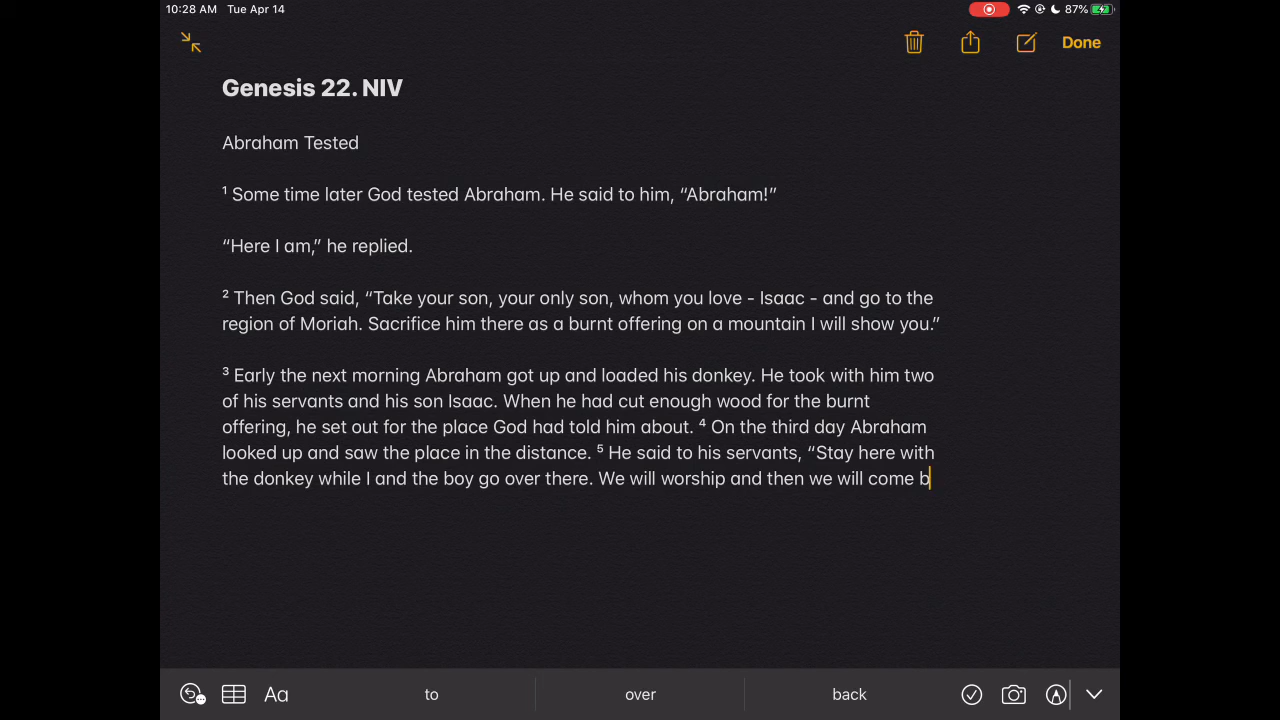 10:28 AM Tue Apr 14 87%
Done
Genesis 22. NIV
Abraham Tested
¹ Some time later God tested Abraham. He said to him, “Abraham!”
“Here I am,” he replied.
² Then God said, “Take your son, your only son, whom you love - Isaac - and go to the
region of Moriah. Sacrifice him there as a burnt offering on a mountain I will show you.”
³ Early the next morning Abraham got up and loaded his donkey. He took with him two
of his servants and his son Isaac. When he had cut enough wood for the burnt
offering, he set out for the place God had told him about. ⁴ On the third day Abraham
looked up and saw the place in the distance. ⁵ He said to his servants, “Stay here with
the donkey while I and the boy go over there. We will worship and then we will come b
Aa to over back